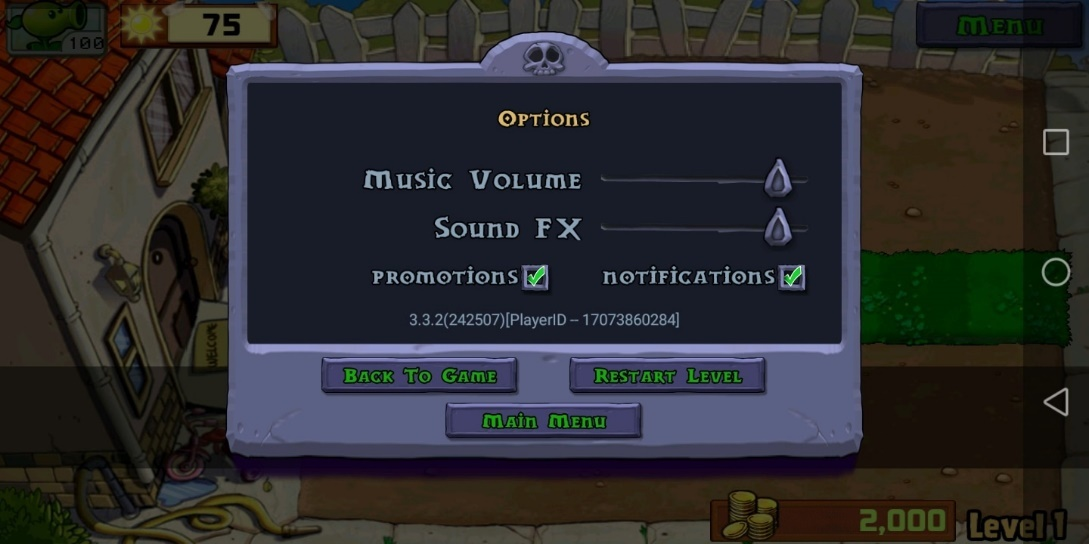 100
75
MENU
OPTIONS
MUSIC VOLUME
SOUND FX
PROMOTIONS
NOTIFICATIONS
3.3.2(242507)[PlayerID – 17073860284]
WELCOME
BACK TO GAME
RESTART LEVEL
MAIN MENU
2,000
Level 1